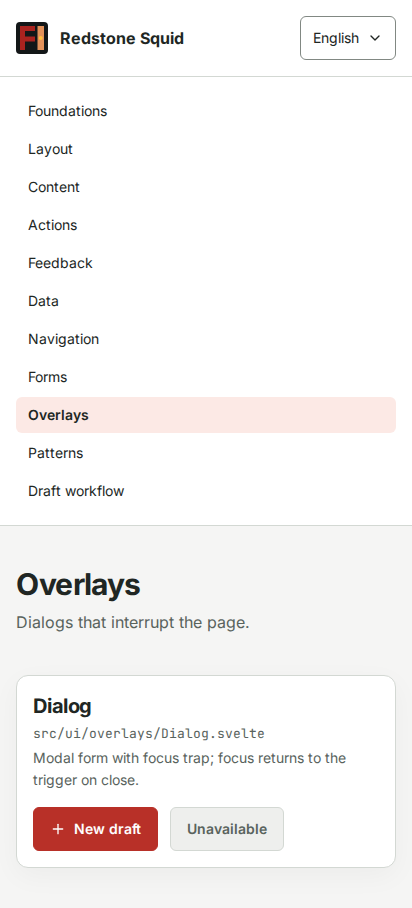 Redstone Squid
English
Foundations
Layout
Content
Actions
Feedback
Data
Navigation
Forms
Overlays
Patterns
Draft workflow
Overlays
Dialogs that interrupt the page.
Dialog
src/ui/overlays/Dialog.svelte
Modal form with focus trap; focus returns to the
trigger on close.
New draft
Unavailable